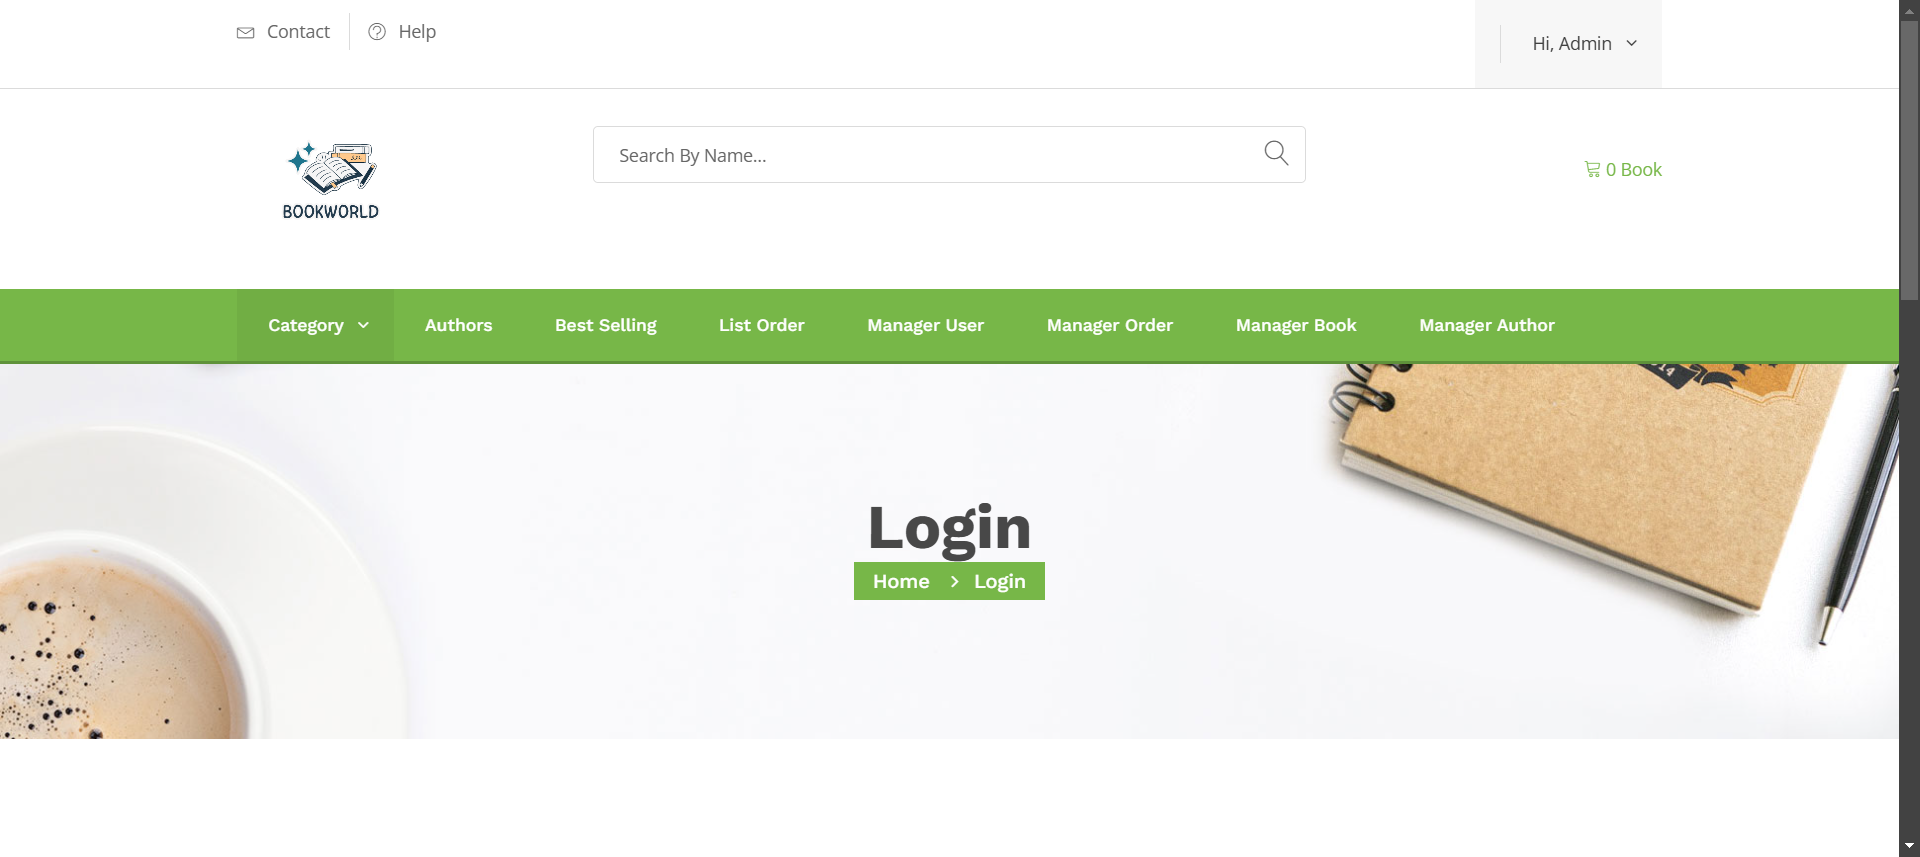 Contact
Help
Hi, Admin
BOOKWORLD
Search By Name...
0 Book
Category
Authors
Best Selling
List Order
Manager User
Manager Order
Manager Book
Manager Author
Login
Home > Login